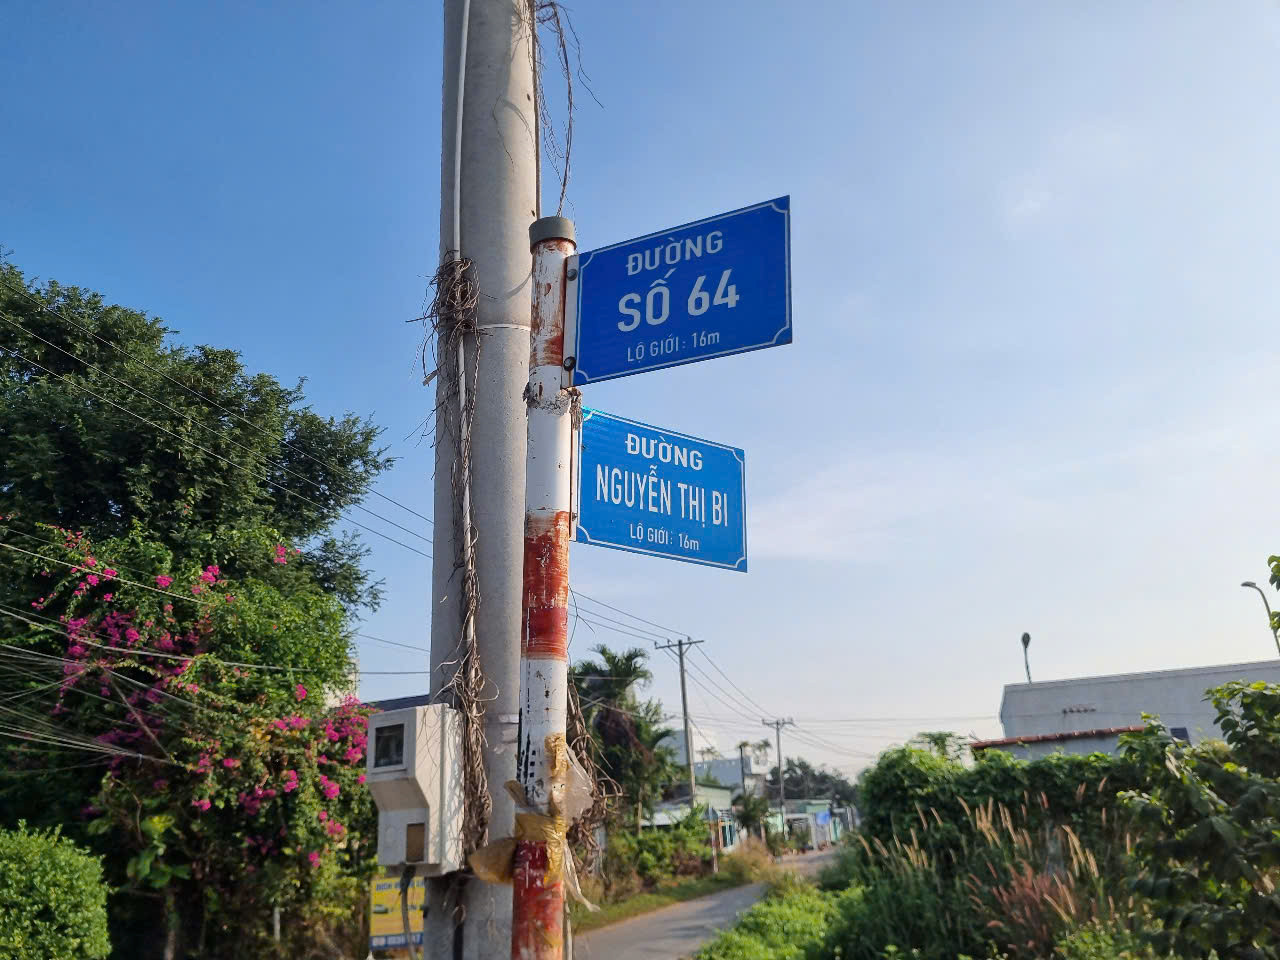 ĐƯỜNG
SỐ 64
LỘ GIỚI: 16m
ĐƯỜNG
NGUYỄN THỊ BI
LỘ GIỚI: 16m